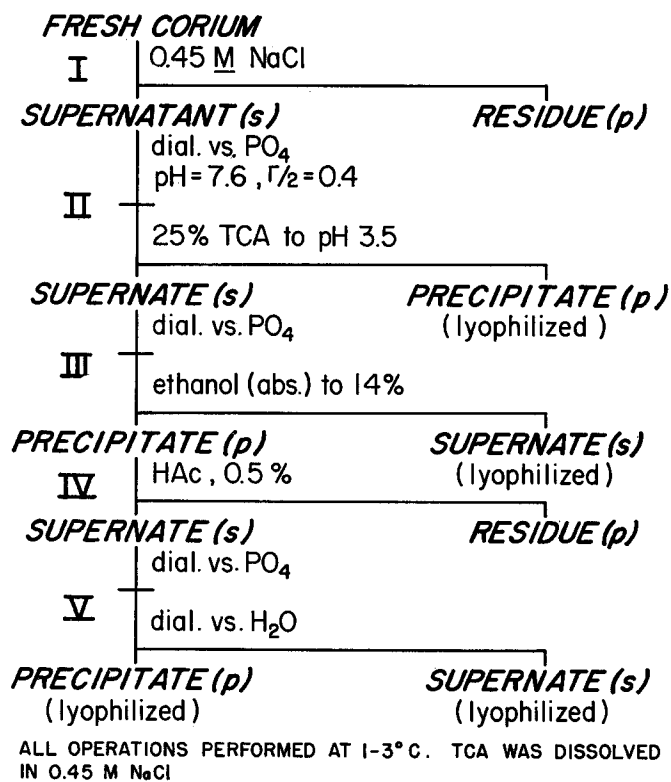 FRESH CORIUM
I
0.45 M NaCl
SUPERNATANT (s)
RESIDUE (p)
dial. vs. PO₄
pH = 7.6 , Γ/2 = 0.4
II
25% TCA to pH 3.5
SUPERNATE (s)
PRECIPITATE (p)
dial. vs. PO₄
(lyophilized)
III
ethanol (abs.) to 14%
PRECIPITATE (p)
SUPERNATE (s)
IV
HAc , 0.5 %
(lyophilized)
SUPERNATE (s)
RESIDUE (p)
dial. vs. PO₄
V
dial. vs. H₂O
PRECIPITATE (p)
SUPERNATE (s)
(lyophilized)
(lyophilized)
ALL OPERATIONS PERFORMED AT 1-3° C. TCA WAS DISSOLVED
IN 0.45 M NaCl